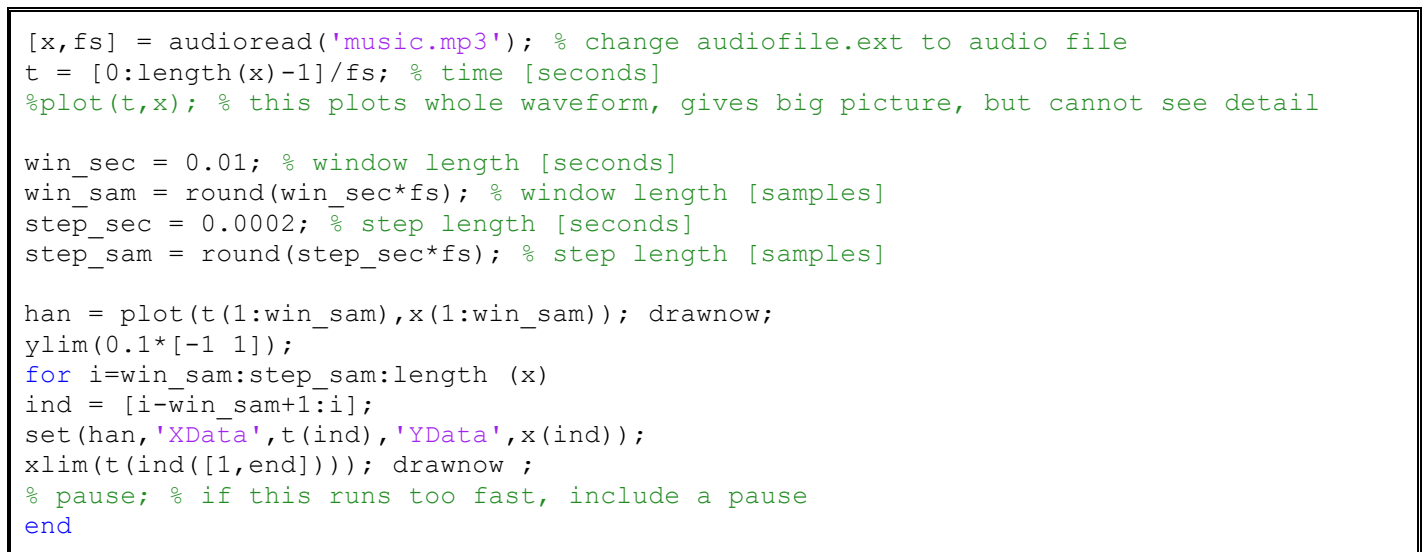 [x,fs] = audioread('music.mp3'); % change audiofile.ext to audio file
t = [0:length(x)-1]/fs; % time [seconds]
%plot(t,x); % this plots whole waveform, gives big picture, but cannot see detail
win_sec = 0.01; % window length [seconds]
win_sam = round(win_sec*fs); % window length [samples]
step_sec = 0.0002; % step length [seconds]
step_sam = round(step_sec*fs); % step length [samples]
han = plot(t(1:win_sam),x(1:win_sam)); drawnow;
ylim(0.1*[-1 1]);
for i=win_sam:step_sam:length (x)
ind = [i-win_sam+1:i];
set(han,'XData',t(ind),'YData',x(ind));
xlim(t(ind([1,end]))); drawnow ;
% pause; % if this runs too fast, include a pause
end